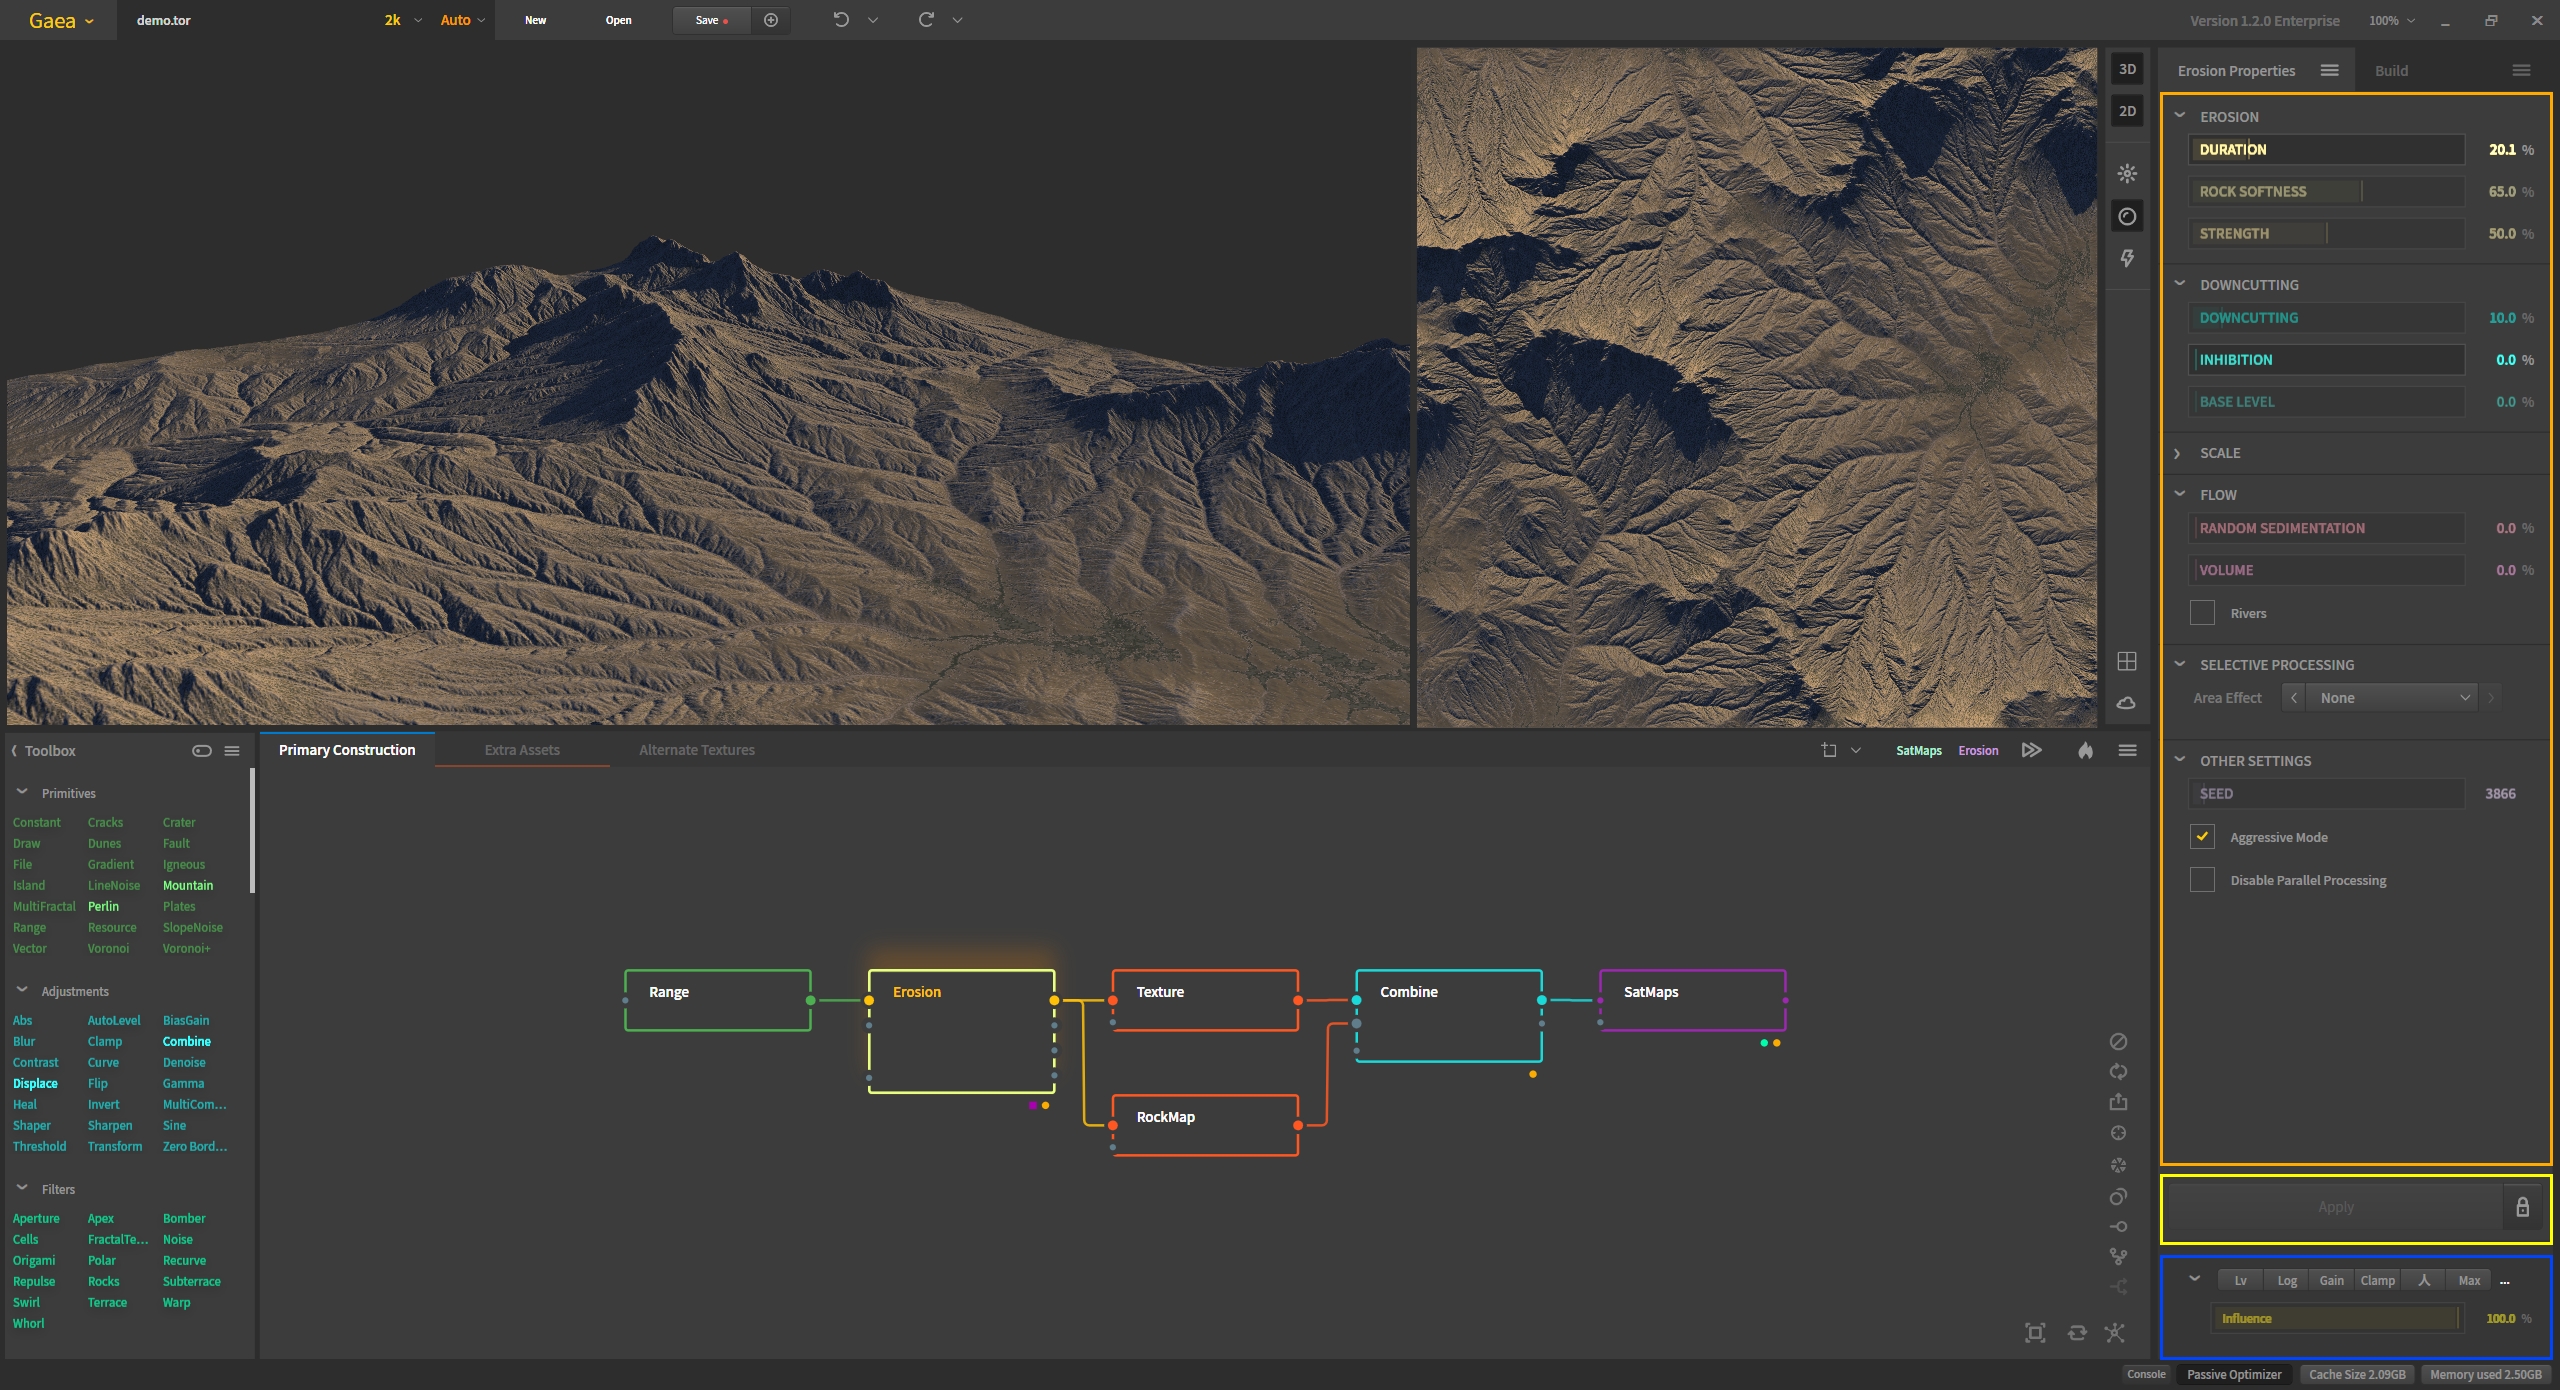 Gaea
demo.tor
2k
Auto
New
Open
Save
Version 1.2.0 Enterprise
100%
3D
2D
Erosion Properties
Build
EROSION
DURATION 20.1 %
ROCK SOFTNESS 65.0 %
STRENGTH 50.0 %
DOWNCUTTING
DOWNCUTTING 10.0 %
INHIBITION 0.0 %
BASE LEVEL 0.0 %
SCALE
FLOW
RANDOM SEDIMENTATION 0.0 %
VOLUME 0.0 %
Rivers
SELECTIVE PROCESSING
Area Effect None
OTHER SETTINGS
SEED 3866
Aggressive Mode
Disable Parallel Processing
Apply
Lv Log Gain Clamp 人 Max ...
Influence 100.0 %
Toolbox
Primitives
Constant Cracks Crater
Draw Dunes Fault
File Gradient Igneous
Island LineNoise Mountain
MultiFractal Perlin Plates
Range Resource SlopeNoise
Vector Voronoi Voronoi+
Adjustments
Abs AutoLevel BiasGain
Blur Clamp Combine
Contrast Curve Denoise
Displace Flip Gamma
Heal Invert MultiCom...
Shaper Sharpen Sine
Threshold Transform Zero Bord...
Filters
Aperture Apex Bomber
Cells FractalTe... Noise
Origami Polar Recurve
Repulse Rocks Subterrace
Swirl Terrace Warp
Whorl
Primary Construction
Extra Assets
Alternate Textures
SatMaps
Erosion
Range
Erosion
Texture
Combine
SatMaps
RockMap
Console
Passive Optimizer
Cache Size 2.09GB
Memory used 2.50GB